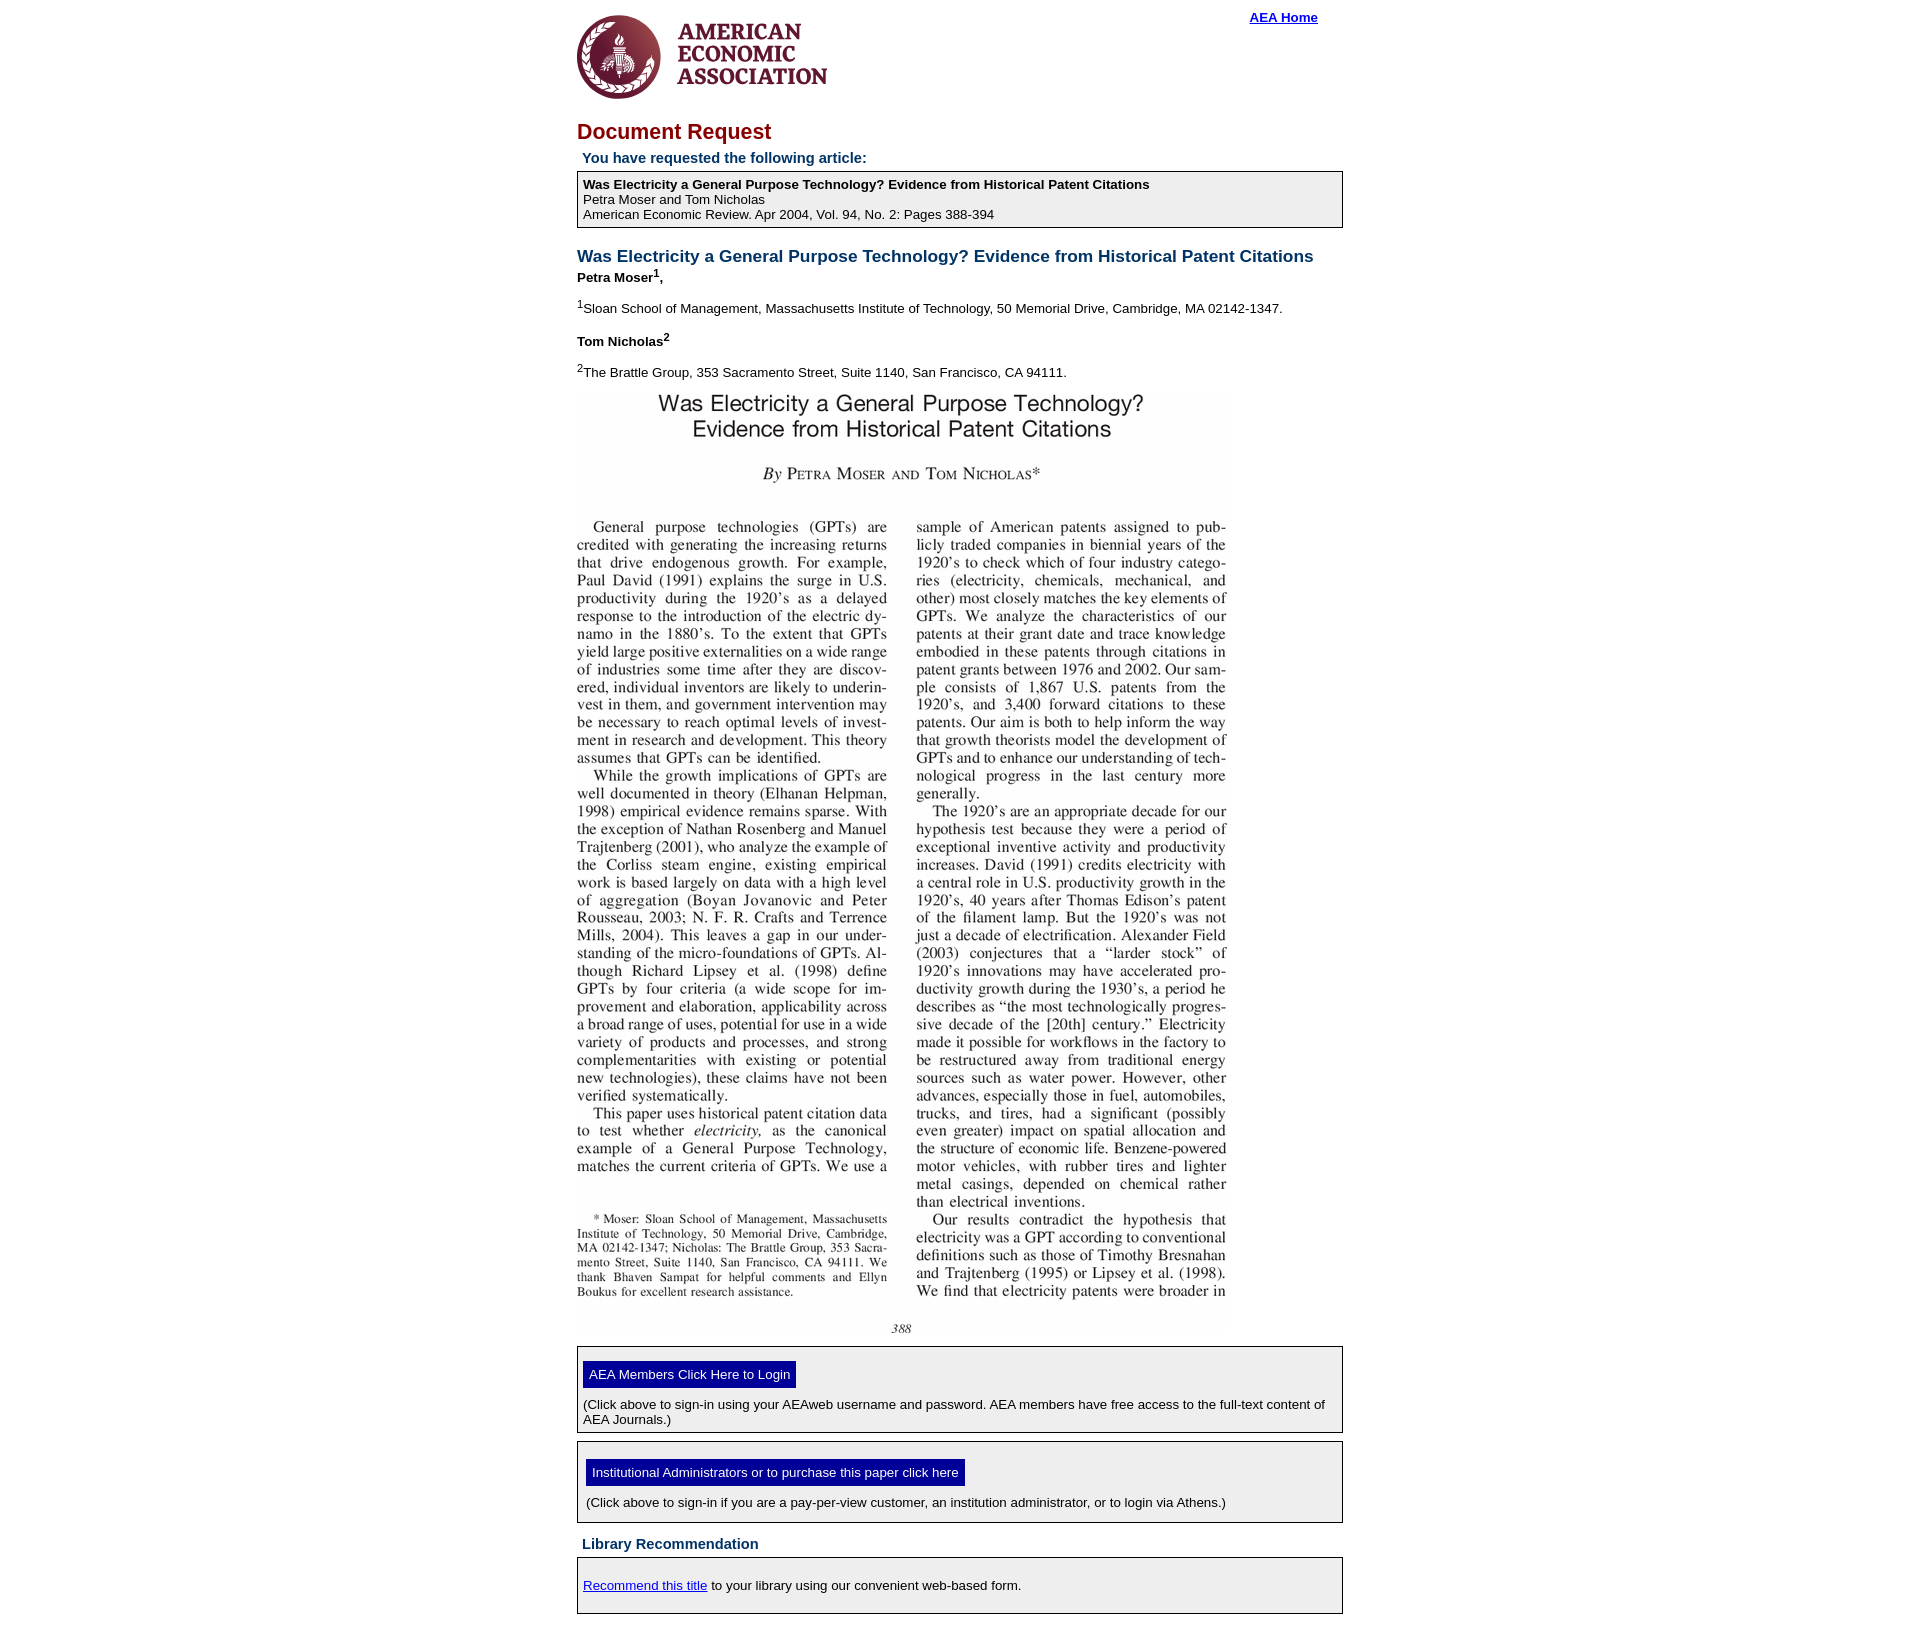 AMERICAN
ECONOMIC
ASSOCIATION
AEA Home
Document Request
You have requested the following article:
Was Electricity a General Purpose Technology? Evidence from Historical Patent Citations
Petra Moser and Tom Nicholas
American Economic Review. Apr 2004, Vol. 94, No. 2: Pages 388-394
Was Electricity a General Purpose Technology? Evidence from Historical Patent Citations
Petra Moser1,
1Sloan School of Management, Massachusetts Institute of Technology, 50 Memorial Drive, Cambridge, MA 02142-1347.
Tom Nicholas2
2The Brattle Group, 353 Sacramento Street, Suite 1140, San Francisco, CA 94111.
Was Electricity a General Purpose Technology?
Evidence from Historical Patent Citations
By Petra Moser and Tom Nicholas*
General purpose technologies (GPTs) are
credited with generating the increasing returns
that drive endogenous growth. For example,
Paul David (1991) explains the surge in U.S.
productivity during the 1920's as a delayed
response to the introduction of the electric dy-
namo in the 1880's. To the extent that GPTs
yield large positive externalities on a wide range
of industries some time after they are discov-
ered, individual inventors are likely to underin-
vest in them, and government intervention may
be necessary to reach optimal levels of invest-
ment in research and development. This theory
assumes that GPTs can be identified.
While the growth implications of GPTs are
well documented in theory (Elhanan Helpman,
1998) empirical evidence remains sparse. With
the exception of Nathan Rosenberg and Manuel
Trajtenberg (2001), who analyze the example of
the Corliss steam engine, existing empirical
work is based largely on data with a high level
of aggregation (Boyan Jovanovic and Peter
Rousseau, 2003; N. F. R. Crafts and Terrence
Mills, 2004). This leaves a gap in our under-
standing of the micro-foundations of GPTs. Al-
though Richard Lipsey et al. (1998) define
GPTs by four criteria (a wide scope for im-
provement and elaboration, applicability across
a broad range of uses, potential for use in a wide
variety of products and processes, and strong
complementarities with existing or potential
new technologies), these claims have not been
verified systematically.
This paper uses historical patent citation data
to test whether electricity, as the canonical
example of a General Purpose Technology,
matches the current criteria of GPTs. We use a
* Moser: Sloan School of Management, Massachusetts
Institute of Technology, 50 Memorial Drive, Cambridge,
MA 02142-1347; Nicholas: The Brattle Group, 353 Sacra-
mento Street, Suite 1140, San Francisco, CA 94111. We
thank Bhaven Sampat for helpful comments and Ellyn
Boukus for excellent research assistance.
sample of American patents assigned to pub-
licly traded companies in biennial years of the
1920's to check which of four industry catego-
ries (electricity, chemicals, mechanical, and
other) most closely matches the key elements of
GPTs. We analyze the characteristics of our
patents at their grant date and trace knowledge
embodied in these patents through citations in
patent grants between 1976 and 2002. Our sam-
ple consists of 1,867 U.S. patents from the
1920's, and 3,400 forward citations to these
patents. Our aim is both to help inform the way
that growth theorists model the development of
GPTs and to enhance our understanding of tech-
nological progress in the last century more
generally.
The 1920's are an appropriate decade for our
hypothesis test because they were a period of
exceptional inventive activity and productivity
increases. David (1991) credits electricity with
a central role in U.S. productivity growth in the
1920's, 40 years after Thomas Edison's patent
of the filament lamp. But the 1920's was not
just a decade of electrification. Alexander Field
(2003) conjectures that a “larder stock” of
1920's innovations may have accelerated pro-
ductivity growth during the 1930's, a period he
describes as “the most technologically progres-
sive decade of the [20th] century.” Electricity
made it possible for workflows in the factory to
be restructured away from traditional energy
sources such as water power. However, other
advances, especially those in fuel, automobiles,
trucks, and tires, had a significant (possibly
even greater) impact on spatial allocation and
the structure of economic life. Benzene-powered
motor vehicles, with rubber tires and lighter
metal casings, depended on chemical rather
than electrical inventions.
Our results contradict the hypothesis that
electricity was a GPT according to conventional
definitions such as those of Timothy Bresnahan
and Trajtenberg (1995) or Lipsey et al. (1998).
We find that electricity patents were broader in
388
AEA Members Click Here to Login
(Click above to sign-in using your AEAweb username and password. AEA members have free access to the full-text content of
AEA Journals.)
Institutional Administrators or to purchase this paper click here
(Click above to sign-in if you are a pay-per-view customer, an institution administrator, or to login via Athens.)
Library Recommendation
Recommend this title to your library using our convenient web-based form.